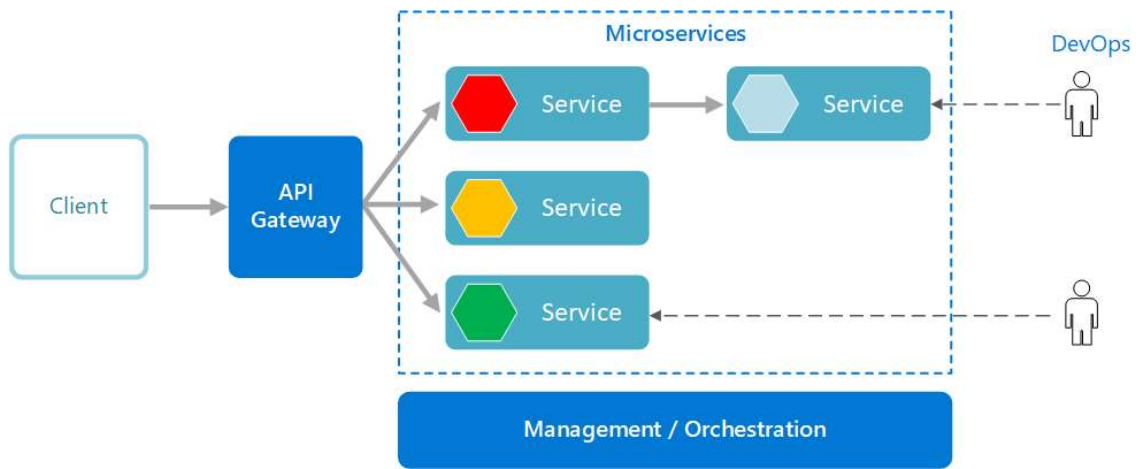 Microservices
DevOps
Service
Service
Client
API
Gateway
Service
Service
Management / Orchestration